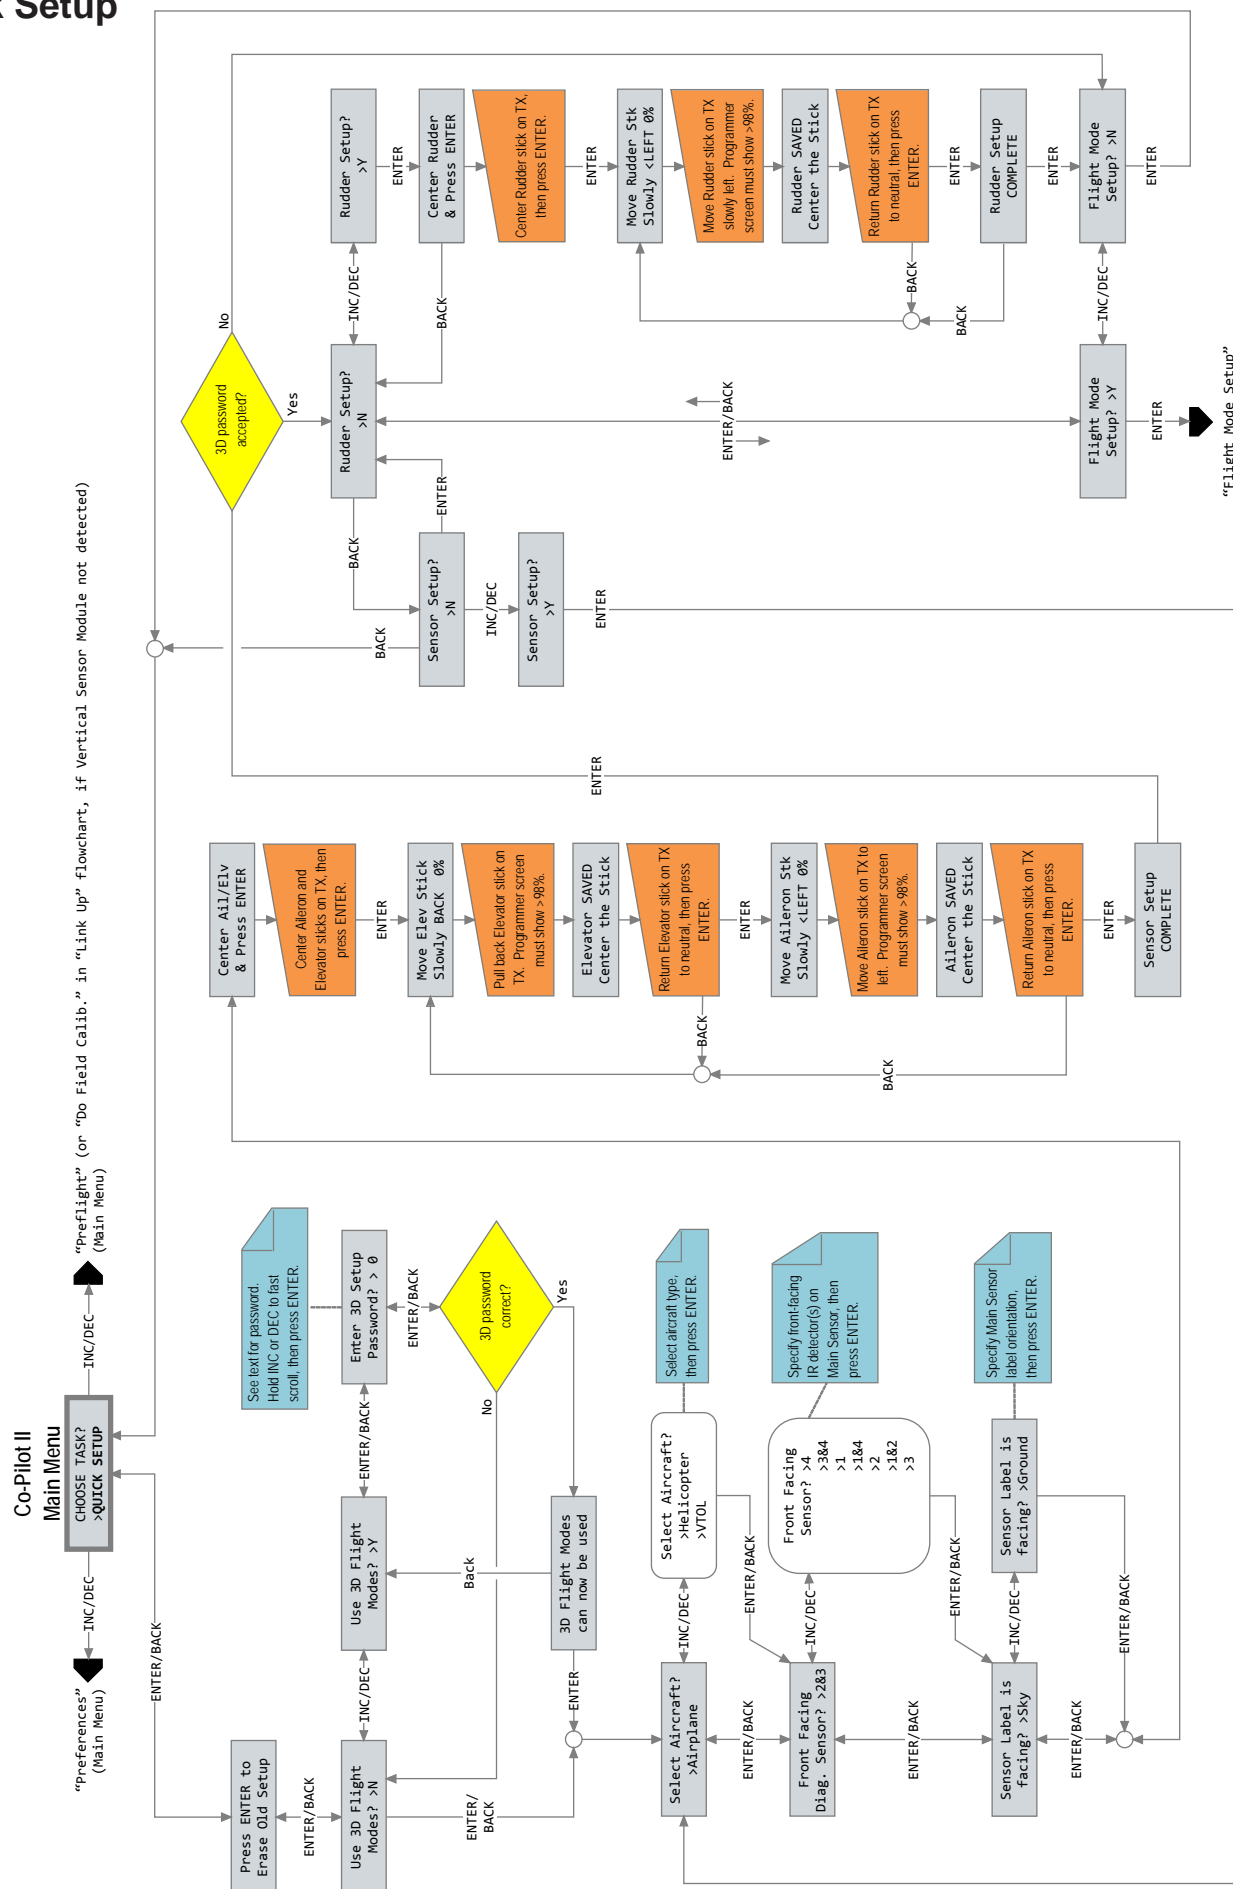 k Setup
Co-Pilot II
Main Menu
CHOOSE TASK?
>QUICK SETUP
INC/DEC
"Preferences"
(Main Menu)
INC/DEC
"Preflight" (or "Do Field Calib." in "Link Up" flowchart, if Vertical Sensor Module not detected)
(Main Menu)
ENTER/BACK
Press ENTER to
Erase Old Setup
ENTER/BACK
Use 3D Flight
Modes? >N
INC/DEC
Use 3D Flight
Modes? >Y
ENTER/BACK
Enter 3D Setup
Password? > 0
See text for password.
Hold INC or DEC to fast
scroll, then press ENTER.
ENTER/BACK
3D password
correct?
No
Yes
3D Flight Modes
can now be used
Back
ENTER
ENTER/
BACK
Select Aircraft?
>Airplane
INC/DEC
Select Aircraft?
>Helicopter
>VTOL
Select aircraft type,
then press ENTER.
ENTER/BACK
ENTER/BACK
Front Facing
Diag. Sensor? >2&3
INC/DEC
Front Facing
Sensor? >4
>3&4
>1
>1&4
>2
>1&2
>3
Specify front-facing
IR detector(s) on
Main Sensor, then
press ENTER.
ENTER/BACK
ENTER/BACK
Sensor Label is
facing? >Sky
INC/DEC
Sensor Label is
facing? >Ground
Specify Main Sensor
label orientation,
then press ENTER.
ENTER/BACK
ENTER/BACK
Center Ail/Elv
& Press ENTER
Center Aileron and
Elevator sticks on TX, then
press ENTER.
ENTER
Move Elev Stick
Slowly BACK 0%
Pull back Elevator stick on
TX. Programmer screen
must show >98%.
Elevator SAVED
Center the Stick
Return Elevator stick on TX
to neutral, then press
ENTER.
BACK
ENTER
Move Aileron Stk
Slowly <LEFT 0%
Move Aileron stick on TX to
left. Programmer screen
must show >98%.
Aileron SAVED
Center the Stick
Return Aileron stick on TX
to neutral, then press
ENTER.
BACK
ENTER
Sensor Setup
COMPLETE
ENTER
3D password
accepted?
No
Yes
Rudder Setup?
>N
INC/DEC
Rudder Setup?
>Y
ENTER
Center Rudder
& Press ENTER
BACK
Center Rudder stick on TX,
then press ENTER.
ENTER
Move Rudder Stk
Slowly <LEFT 0%
Move Rudder stick on TX
slowly left. Programmer
screen must show >98%.
Rudder SAVED
Center the Stick
Return Rudder stick on TX
to neutral, then press
ENTER.
BACK
ENTER
Rudder Setup
COMPLETE
BACK
ENTER
Flight Mode
Setup? >N
ENTER
INC/DEC
Flight Mode
Setup? >Y
ENTER
"Flight Mode Setup"
ENTER/BACK
BACK
ENTER
Sensor Setup?
>N
BACK
INC/DEC
Sensor Setup?
>Y
ENTER